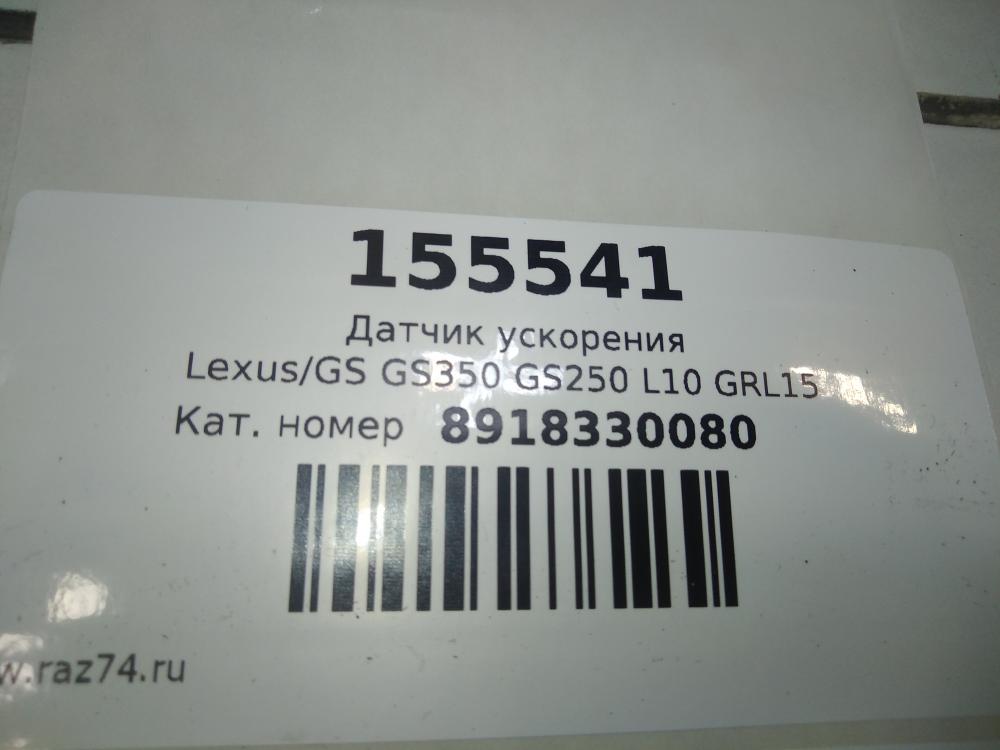 155541
Датчик ускорения
Lexus/GS GS350 GS250 L10 GRL15
Кат. номер 8918330080
w.raz74.ru